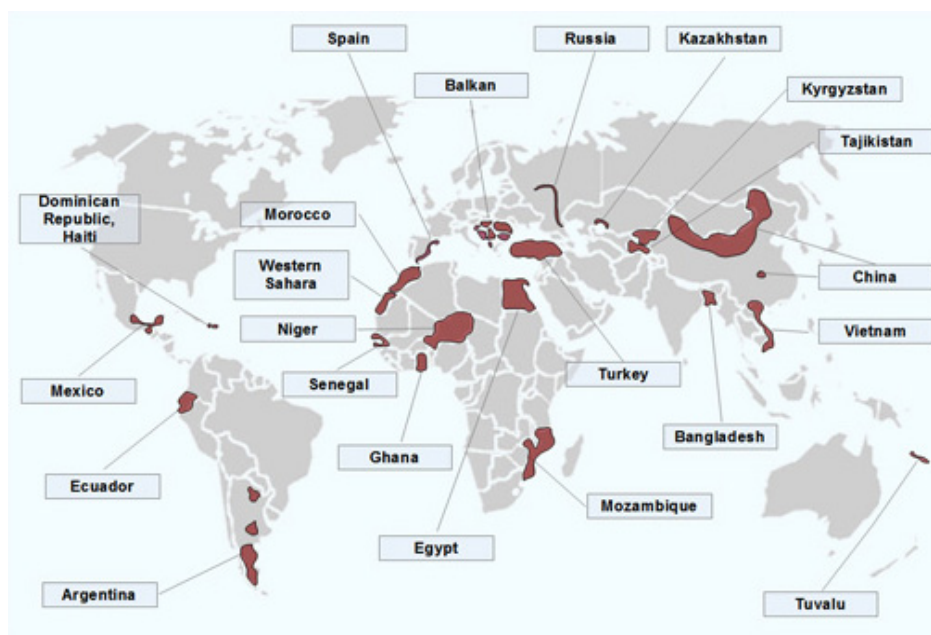 Spain
Russia
Kazakhstan
Balkan
Kyrgyzstan
Tajikistan
Dominican
Republic,
Haiti
Morocco
Western
Sahara
China
Niger
Vietnam
Senegal
Turkey
Mexico
Bangladesh
Ghana
Ecuador
Mozambique
Egypt
Argentina
Tuvalu